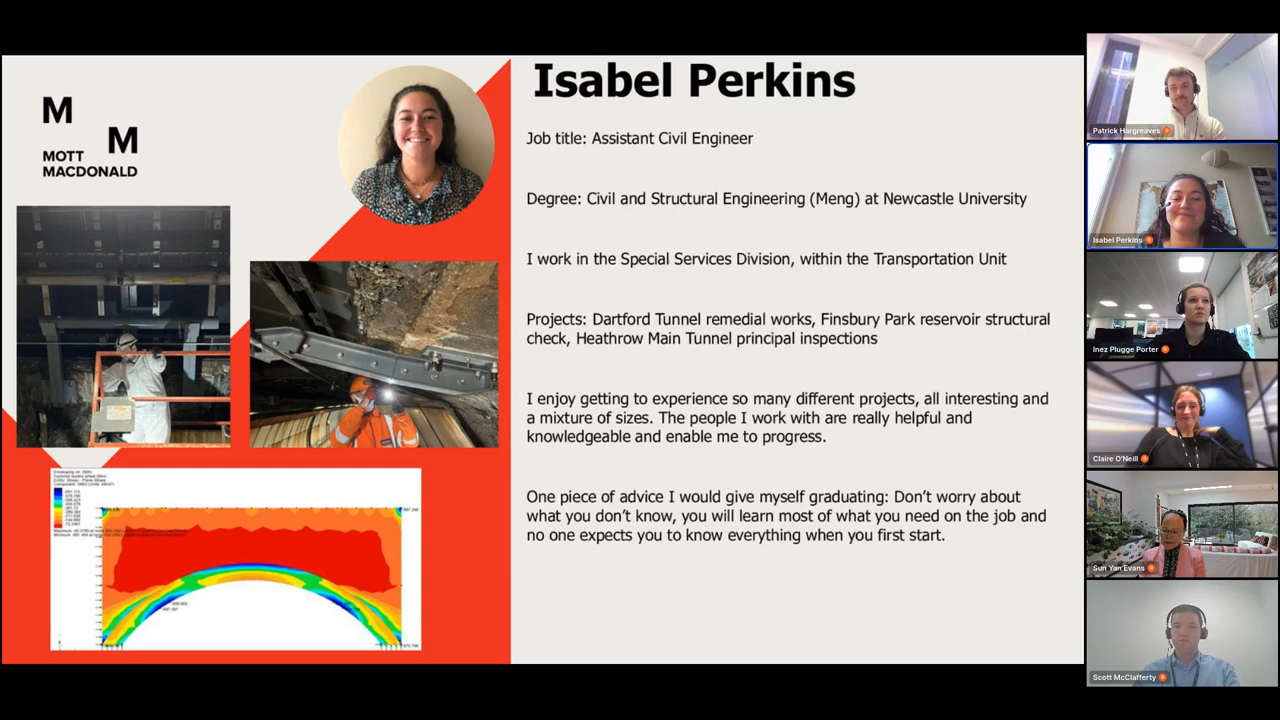 Isabel Perkins
M
M
MOTT
MACDONALD
Job title: Assistant Civil Engineer
Degree: Civil and Structural Engineering (Meng) at Newcastle University
I work in the Special Services Division, within the Transportation Unit
Projects: Dartford Tunnel remedial works, Finsbury Park reservoir structural
check, Heathrow Main Tunnel principal inspections
I enjoy getting to experience so many different projects, all interesting and
a mixture of sizes. The people I work with are really helpful and
knowledgeable and enable me to progress.
One piece of advice I would give myself graduating: Don’t worry about
what you don’t know, you will learn most of what you need on the job and
no one expects you to know everything when you first start.
Patrick Hargreaves
Isabel Perkins
Inez Plugge Porter
Claire O'Neill
Sun Yan Evans
Scott McClafferty